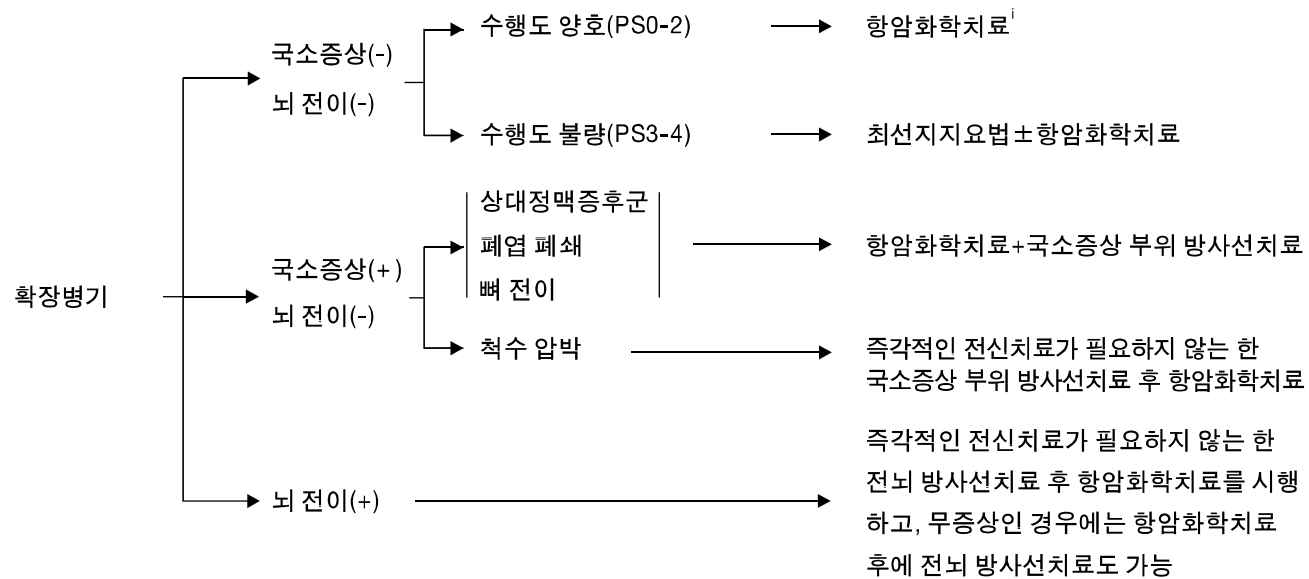 확장병기
국소증상(-)
뇌 전이(-)
수행도 양호(PS0-2)
항암화학치료ⁱ
수행도 불량(PS3-4)
최선지지요법±항암화학치료
국소증상(+)
뇌 전이(-)
상대정맥증후군
폐엽 폐쇄
뼈 전이
항암화학치료+국소증상 부위 방사선치료
척수 압박
즉각적인 전신치료가 필요하지 않는 한
국소증상 부위 방사선치료 후 항암화학치료
뇌 전이(+)
즉각적인 전신치료가 필요하지 않는 한
전뇌 방사선치료 후 항암화학치료를 시행
하고, 무증상인 경우에는 항암화학치료
후에 전뇌 방사선치료도 가능